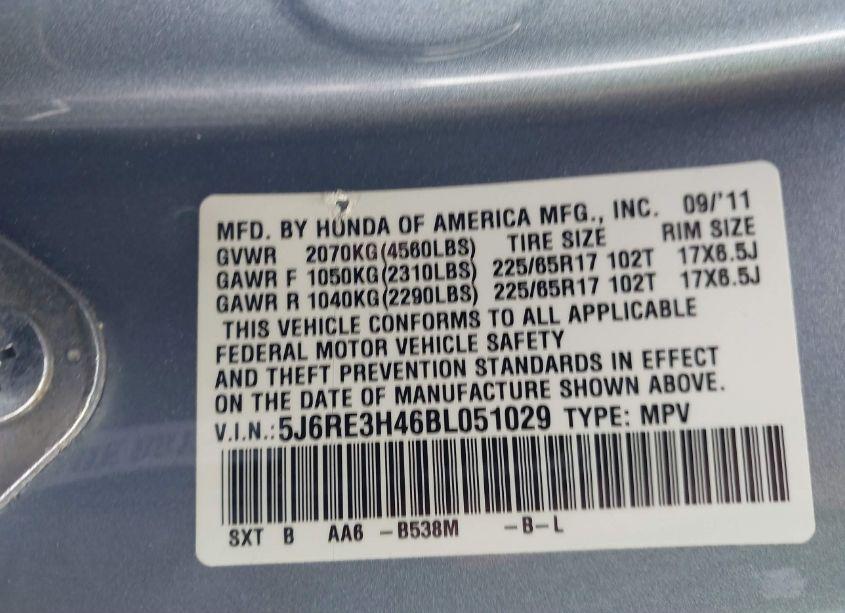 MFD. BY HONDA OF AMERICA MFG., INC. 09/'11
GVWR 2070KG(4560LBS) TIRE SIZE RIM SIZE
GAWR F 1050KG(2310LBS) 225/65R17 102T 17X6.5J
GAWR R 1040KG(2290LBS) 225/65R17 102T 17X6.5J
THIS VEHICLE CONFORMS TO ALL APPLICABLE
FEDERAL MOTOR VEHICLE SAFETY
AND THEFT PREVENTION STANDARDS IN EFFECT
ON THE DATE OF MANUFACTURE SHOWN ABOVE.
V.I.N.: 5J6RE3H46BL051029 TYPE: MPV
SXT B AA6 -B538M -B-L